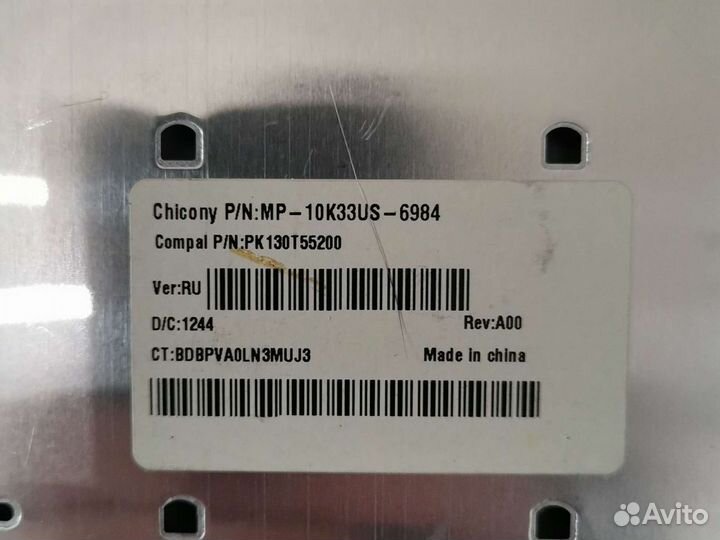 Chicony P/N:MP-10K33US-6984
Compal P/N:PK130T55200
Ver:RU
D/C:1244 Rev:A00
CT:BDBPVA0LN3MUJ3 Made in china
Avito